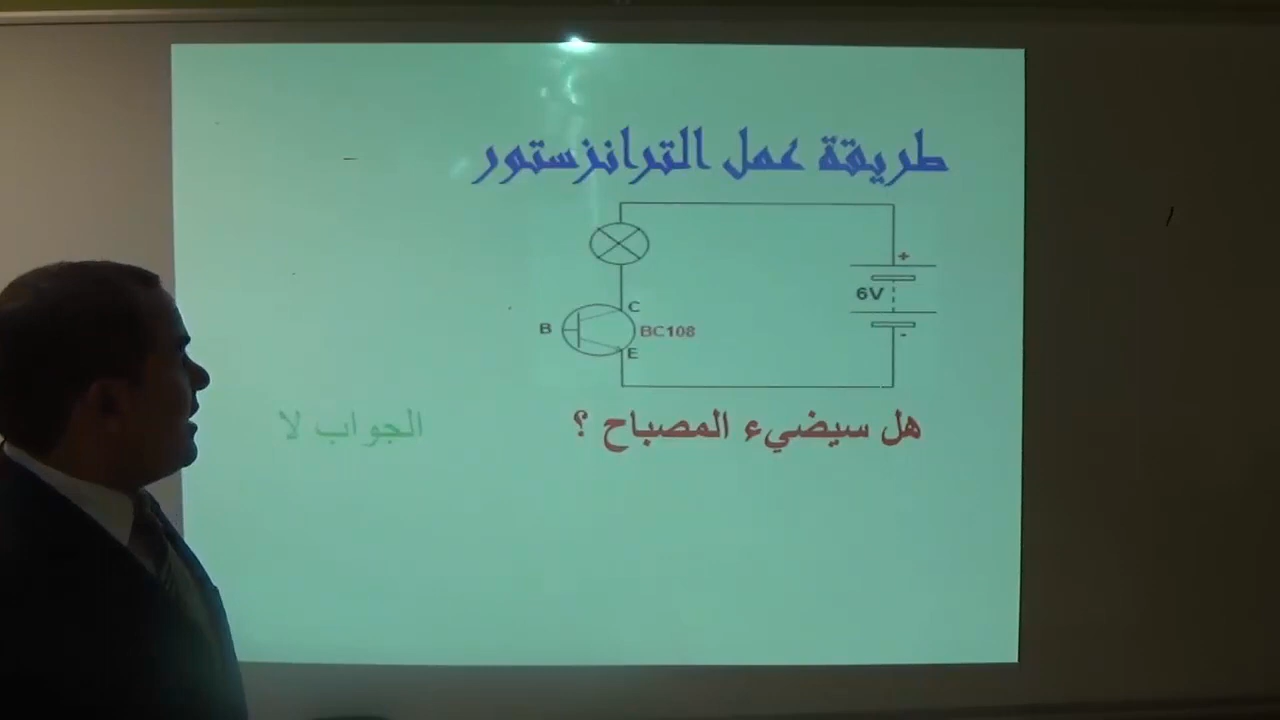 طريقة عمل الترانزستور
+
6V
-
C
B
BC108
E
هل سيضيء المصباح ؟
الجواب لا